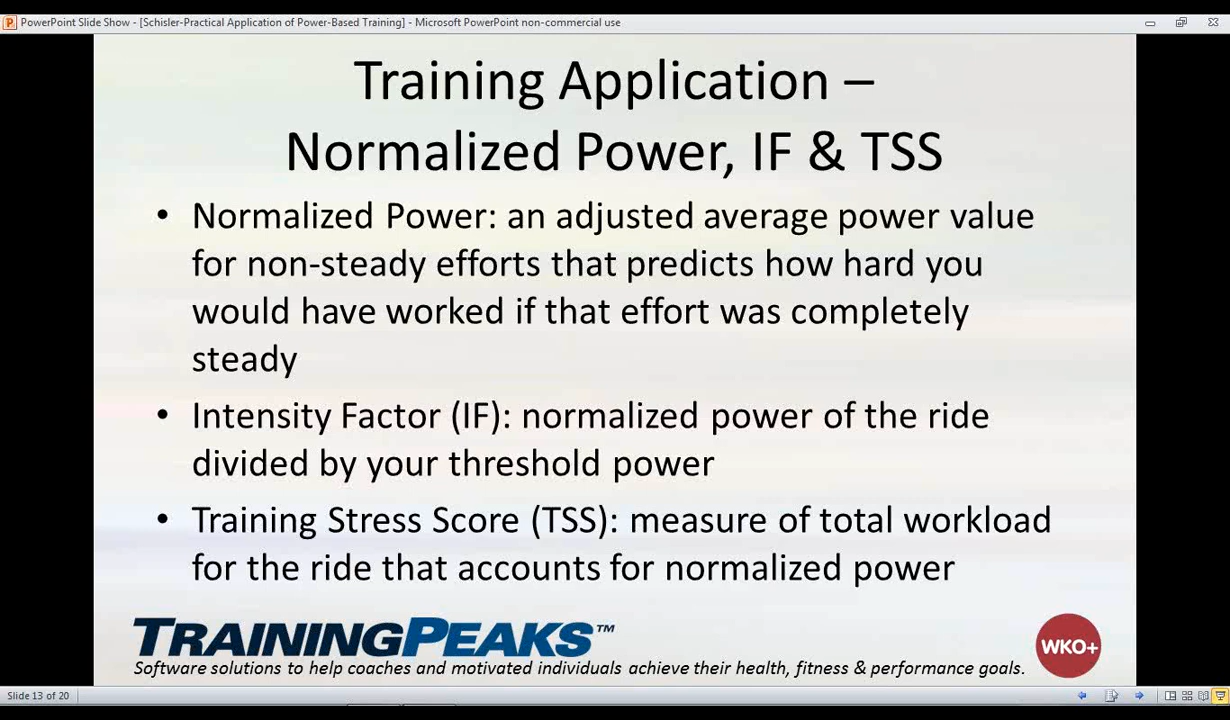 PowerPoint Slide Show - [Schisler-Practical Application of Power-Based Training] - Microsoft PowerPoint non-commercial use
Training Application –
Normalized Power, IF & TSS
• Normalized Power: an adjusted average power value
for non-steady efforts that predicts how hard you
would have worked if that effort was completely
steady
• Intensity Factor (IF): normalized power of the ride
divided by your threshold power
• Training Stress Score (TSS): measure of total workload
for the ride that accounts for normalized power
TRAININGPEAKS™
WKO+
Software solutions to help coaches and motivated individuals achieve their health, fitness & performance goals.
Slide 13 of 20